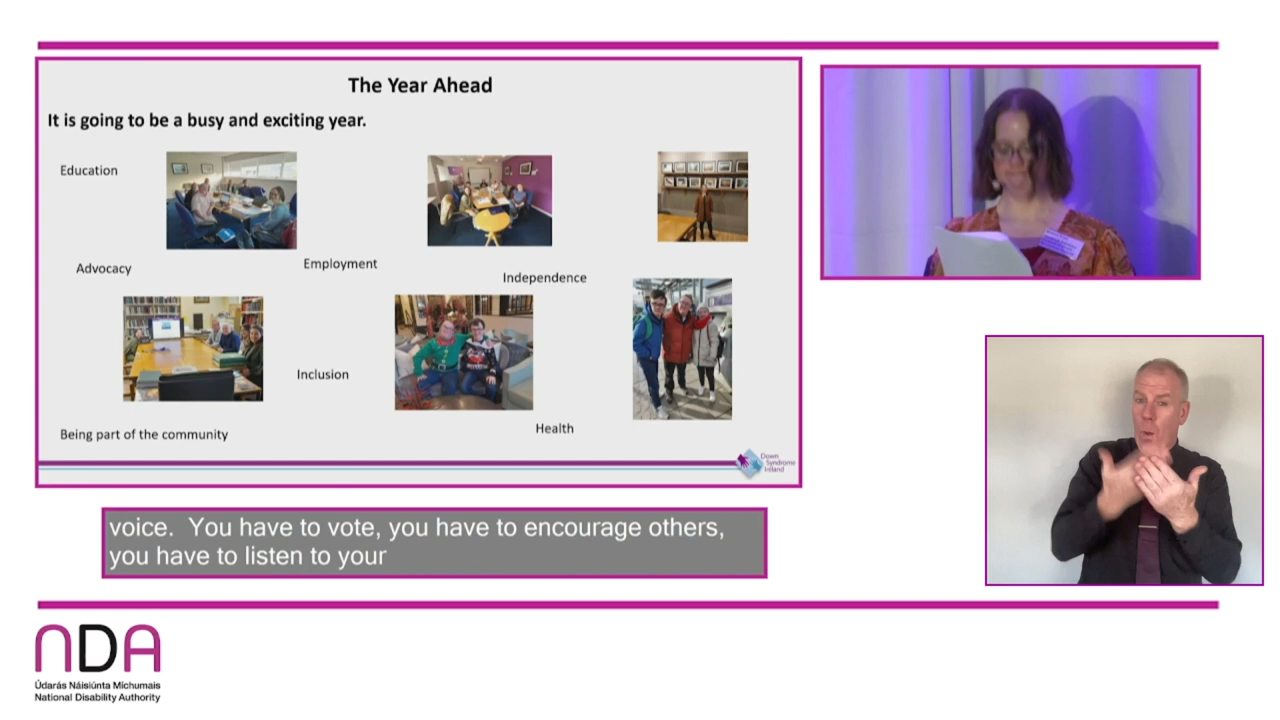 The Year Ahead
It is going to be a busy and exciting year.
Education
Advocacy
Employment
Independence
Inclusion
Being part of the community
Health
Down
Syndrome
Ireland
voice. You have to vote, you have to encourage others,
you have to listen to your
NDA
Údarás Náisiúnta Míchumais
National Disability Authority